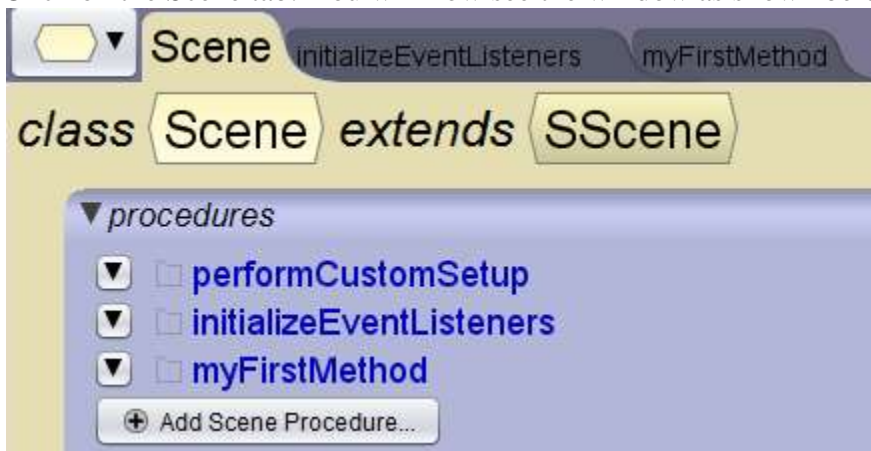 Scene initializeEventListeners myFirstMethod
class Scene extends SScene
procedures
performCustomSetup
initializeEventListeners
myFirstMethod
Add Scene Procedure...